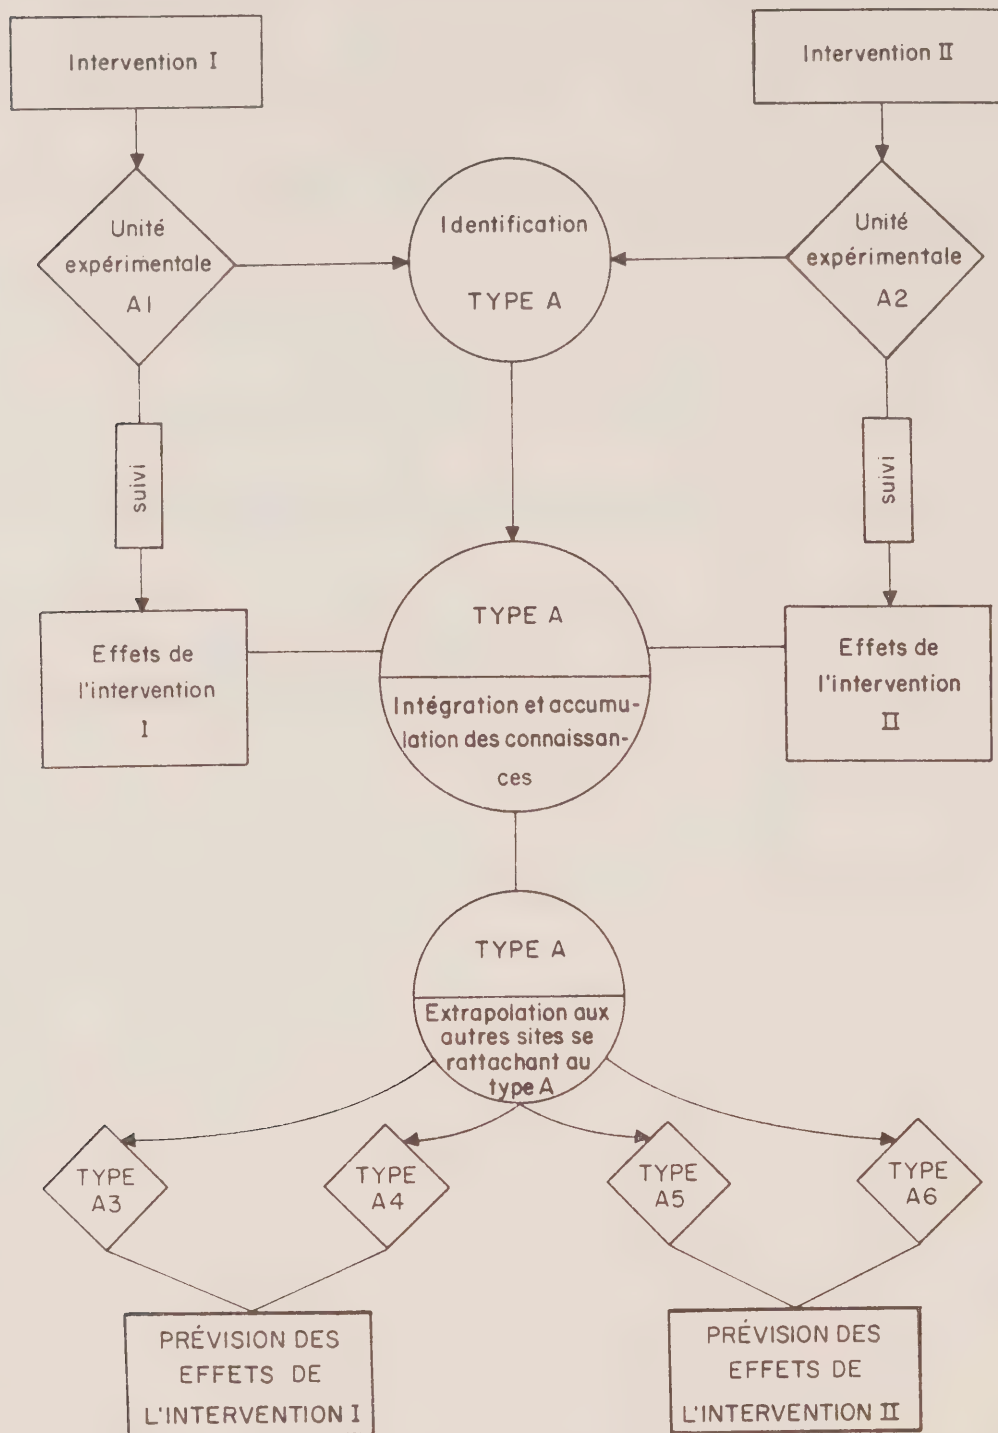 Intervention I
Intervention II
Unité
expérimentale
A1
Identification
TYPE A
Unité
expérimentale
A2
suivi
suivi
Effets de
l'intervention
I
TYPE A
Intégration et accumu-
lation des connaissan-
ces
Effets de
l'intervention
II
TYPE A
Extrapolation aux
autres sites se
rattachant au
type A
TYPE
A3
TYPE
A4
TYPE
A5
TYPE
A6
PRÉVISION DES
EFFETS DE
L'INTERVENTION I
PRÉVISION DES
EFFETS DE
L'INTERVENTION II